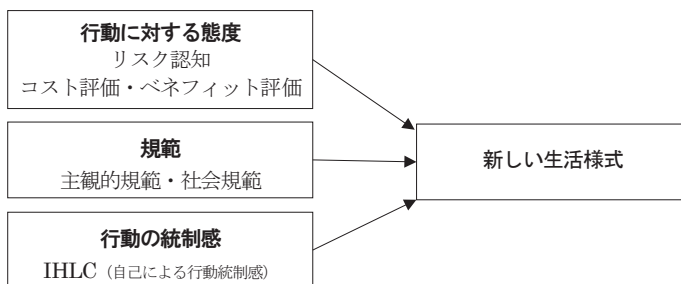 行動に対する態度
リスク認知
コスト評価・ベネフィット評価
規範
主観的規範・社会規範
行動の統制感
IHLC（自己による行動統制感）
新しい生活様式